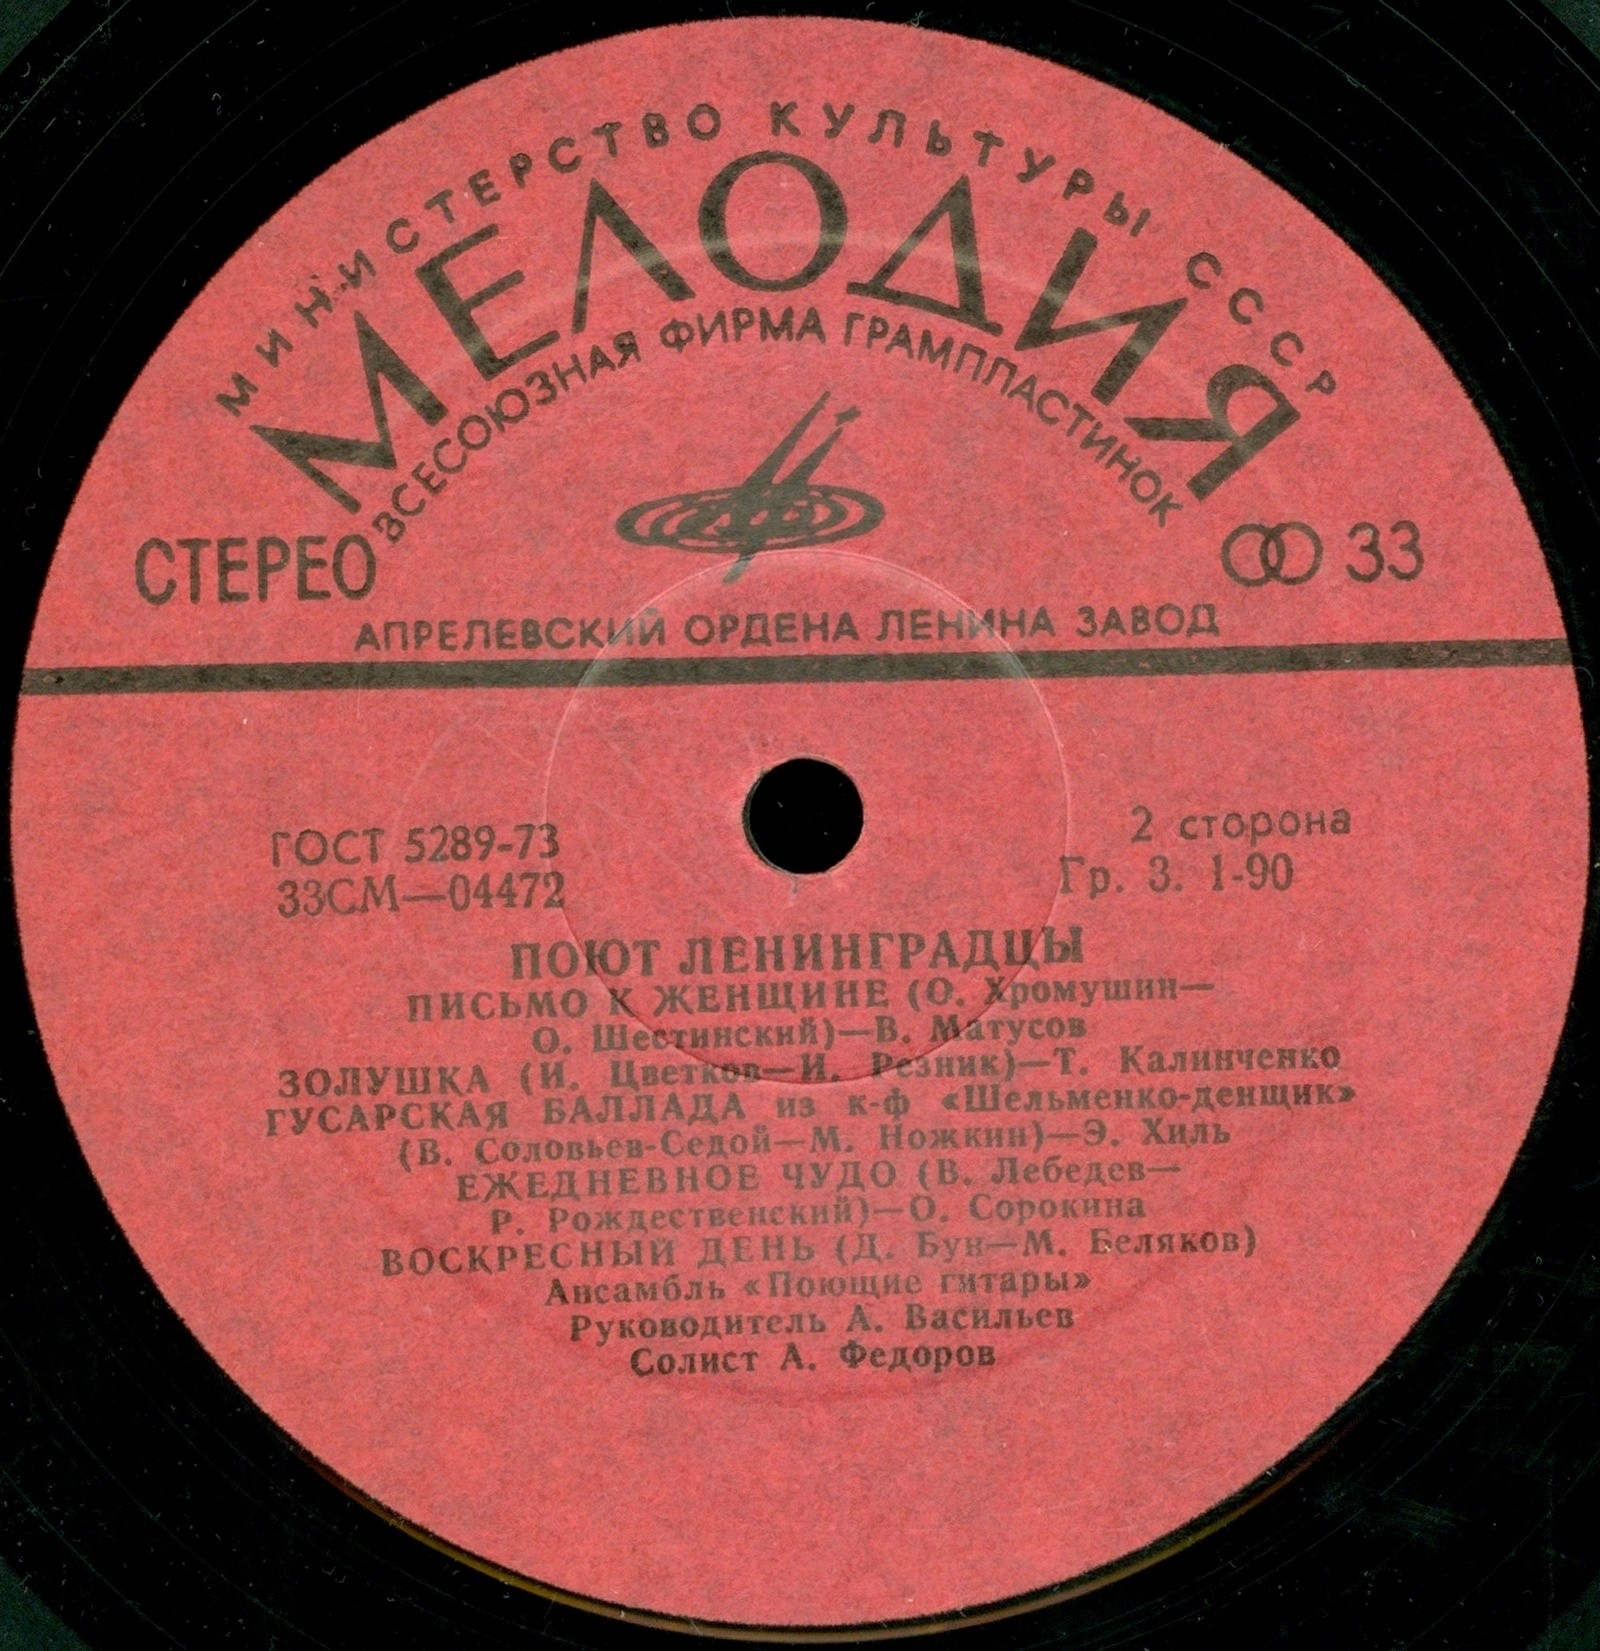 МИНИСТЕРСТВО КУЛЬТУРЫ СССР
МЕЛОДИЯ
ВСЕСОЮЗНАЯ ФИРМА ГРАМПЛАСТИНОК
СТЕРЕО
33
АПРЕЛЕВСКИЙ ОРДЕНА ЛЕНИНА ЗАВОД
ГОСТ 5289-73
2 сторона
33СМ—04472
Гр. 3. 1-90
ПОЮТ ЛЕНИНГРАДЦЫ
ПИСЬМО К ЖЕНЩИНЕ (О. Хромушин—
О. Шестинский)—В. Матусов
ЗОЛУШКА (И. Цветков—И. Резник)—Т. Калинченко
ГУСАРСКАЯ БАЛЛАДА из к-ф «Шельменко-денщик»
(В. Соловьев-Седой—М. Ножкин)—Э. Хиль
ЕЖЕДНЕВНОЕ ЧУДО (В. Лебедев—
Р. Рождественский)—О. Сорокина
ВОСКРЕСНЫЙ ДЕНЬ (Д. Бун—М. Беляков)
Ансамбль «Поющие гитары»
Руководитель А. Васильев
Солист А. Федоров